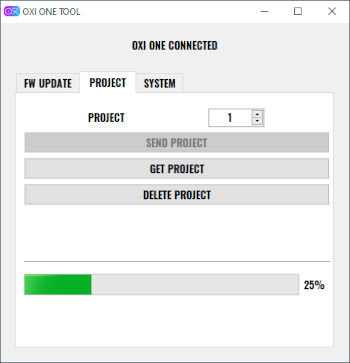 OXI ONE TOOL
OXI ONE CONNECTED
FW UPDATE PROJECT SYSTEM
PROJECT 1
SEND PROJECT
GET PROJECT
DELETE PROJECT
25%